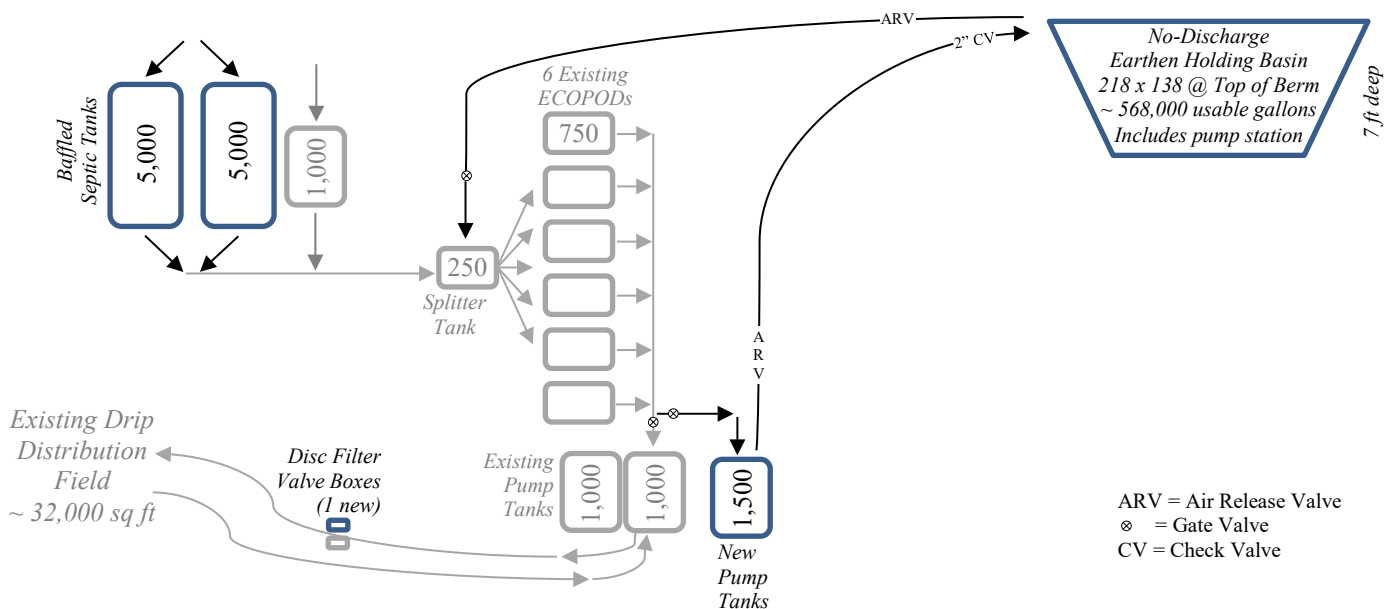 ARV
2” CV
No-Discharge
Earthen Holding Basin
218 x 138 @ Top of Berm
~ 568,000 usable gallons
Includes pump station
7 ft deep
6 Existing
ECOPODs
750
Baffled
Septic Tanks
5,000
5,000
1,000
250
Splitter
Tank
A
R
V
Existing Drip
Distribution
Field
~ 32,000 sq ft
Disc Filter
Valve Boxes
(1 new)
Existing
Pump
Tanks
1,000
1,000
1,500
New
Pump
Tanks
ARV = Air Release Valve
⊗ = Gate Valve
CV = Check Valve